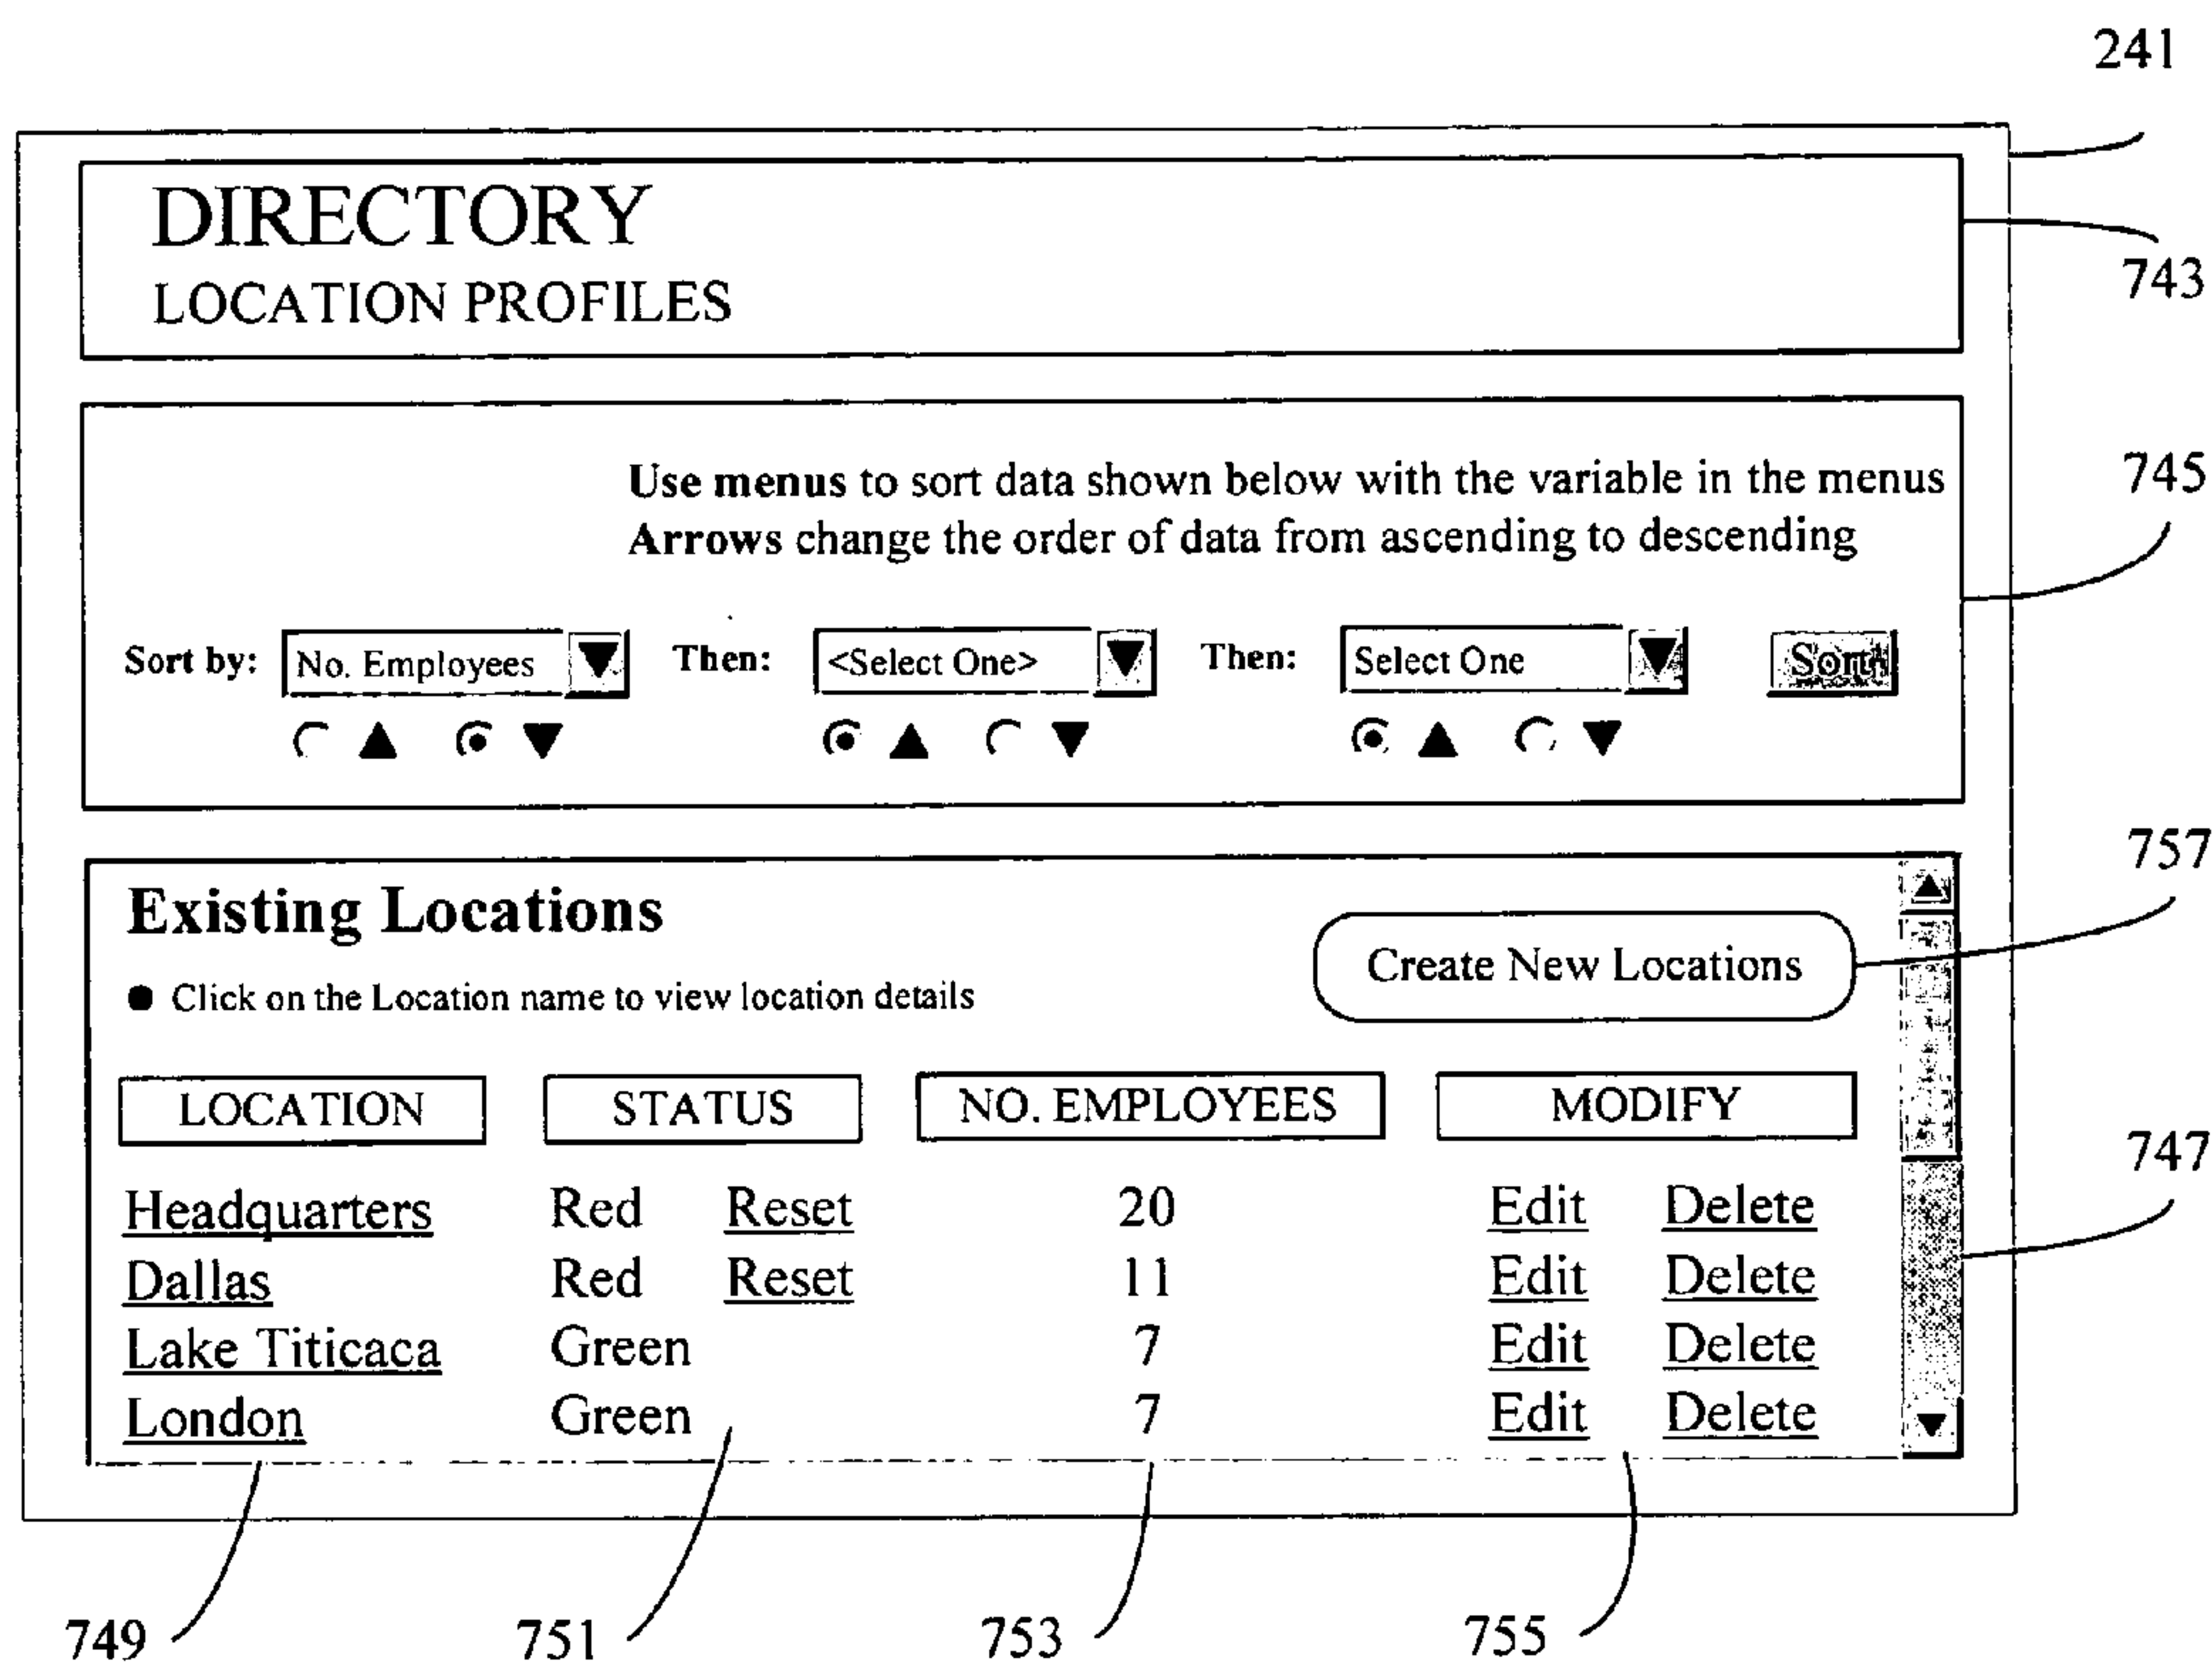 241
DIRECTORY
743
LOCATION PROFILES
745
Use menus to sort data shown below with the variable in the menus
Arrows change the order of data from ascending to descending
Sort by: No. Employees Then: <Select One> Then: Select One Sort
757
Existing Locations
Create New Locations
Click on the Location name to view location details
LOCATION STATUS NO. EMPLOYEES MODIFY
747
Headquarters Red Reset 20 Edit Delete
Dallas Red Reset 11 Edit Delete
Lake Titicaca Green 7 Edit Delete
London Green 7 Edit Delete
749 751 753 755